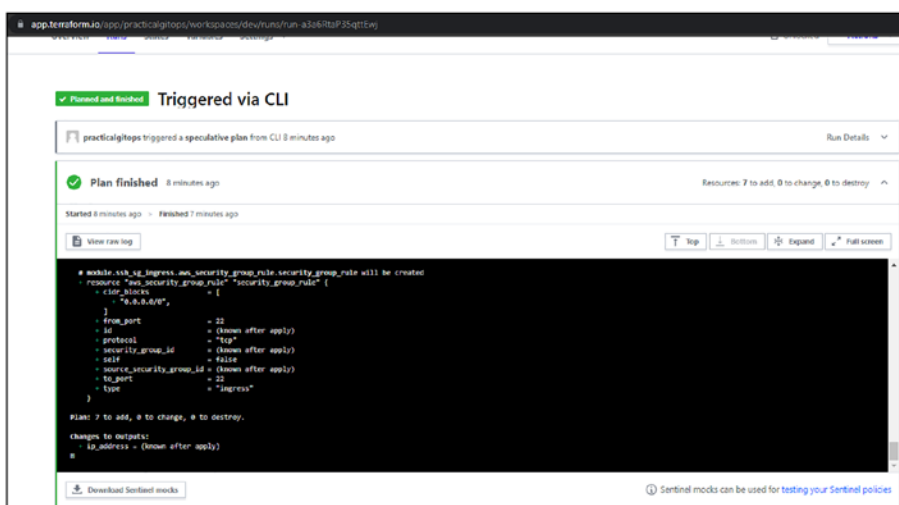 app.terraform.io/app/practicalgitops/workspaces/dev/runs/run-a3z6RtaP35qttEwj
Overview Runs States Variables Settings
Planned and finished Triggered via CLI
practicalgitops triggered a speculative plan from CLI 8 minutes ago Run Details
Plan finished 8 minutes ago Resources: 7 to add, 0 to change, 0 to destroy
Started 8 minutes ago > Finished 7 minutes ago
View raw log Top Bottom Expand Full screen
# module.ssh_sg_ingress.aws_security_group_rule.security_group_rule will be created
+ resource "aws_security_group_rule" "security_group_rule" {
+ cidr_blocks = [
+ "0.0.0.0/0",
]
+ from_port = 22
+ id = (known after apply)
+ protocol = "tcp"
+ security_group_id = (known after apply)
+ self = false
+ source_security_group_id = (known after apply)
+ to_port = 22
+ type = "ingress"
}
Plan: 7 to add, 0 to change, 0 to destroy.
Changes to Outputs:
+ ip_address = (known after apply)
Download Sentinel mocks Sentinel mocks can be used for testing your Sentinel policies